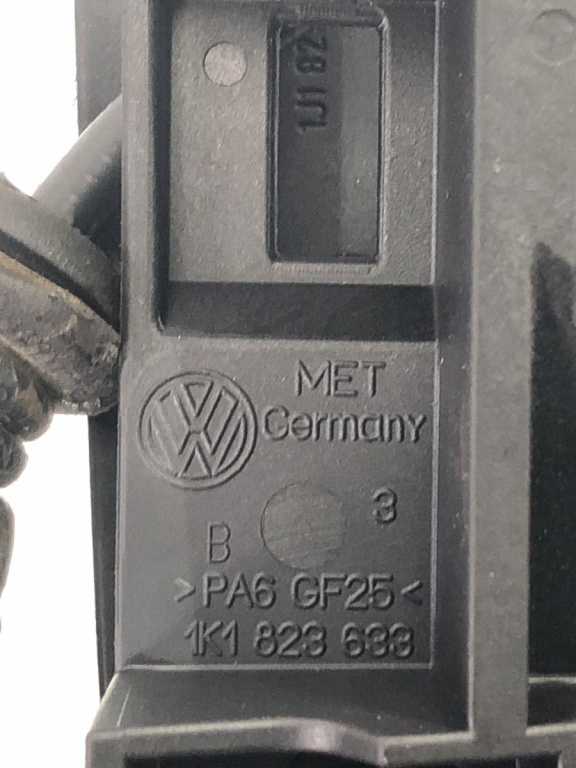 1J1 82
MET
Germany
3
B
>PA6 GF25<
1K1 823 633